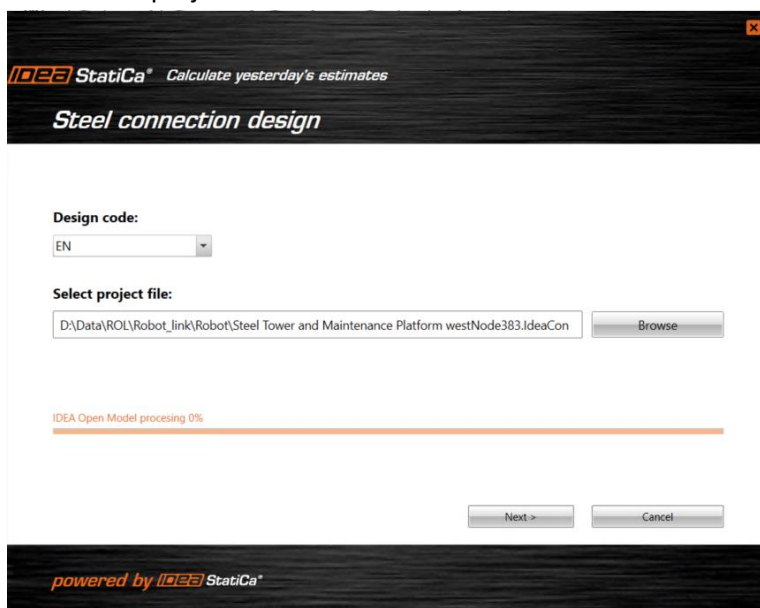 IDEA StatiCa® Calculate yesterday's estimates
Steel connection design
Design code:
EN
Select project file:
D:\Data\ROL\Robot_link\Robot\Steel Tower and Maintenance Platform westNode383.IdeaCon
Browse
IDEA Open Model procesing 0%
Next >
Cancel
powered by IDEA StatiCa®